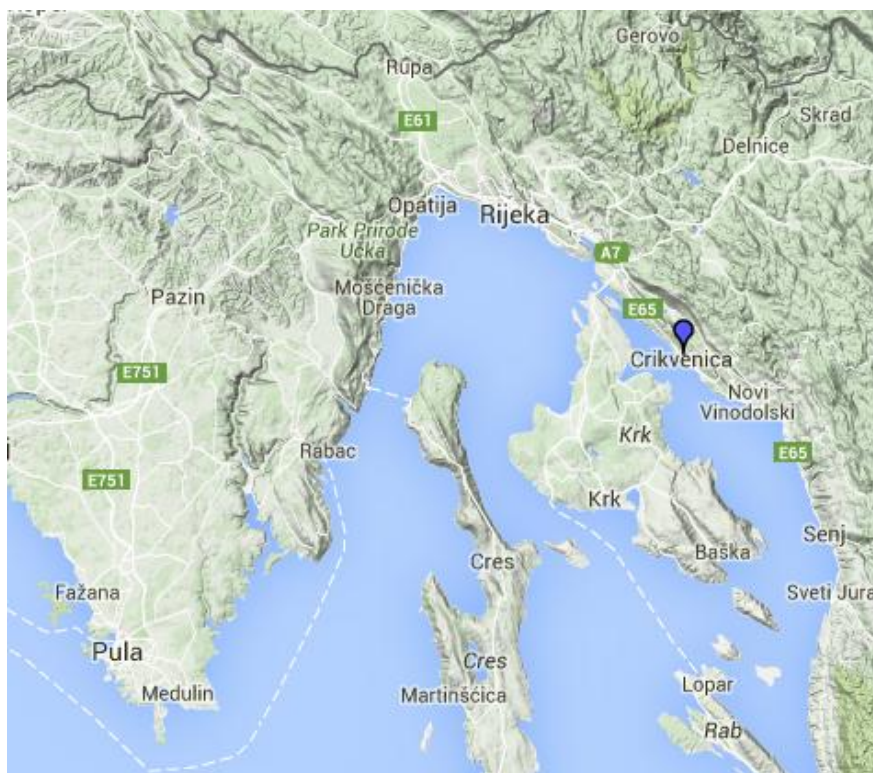 Gerovo
Rupa
Skrad
E61
Delnice
Opatija
Rijeka
Park Prirode
Učka
A7
Mošćenička
Draga
Pazin
E65
Crikvenica
E751
Novi
Vinodolski
Krk
Rabac
E65
E751
Krk
Senj
Baška
Cres
Fažana
Sveti Jura
Pula
Cres
Lopar
Medulin
Martinšćica
Rab